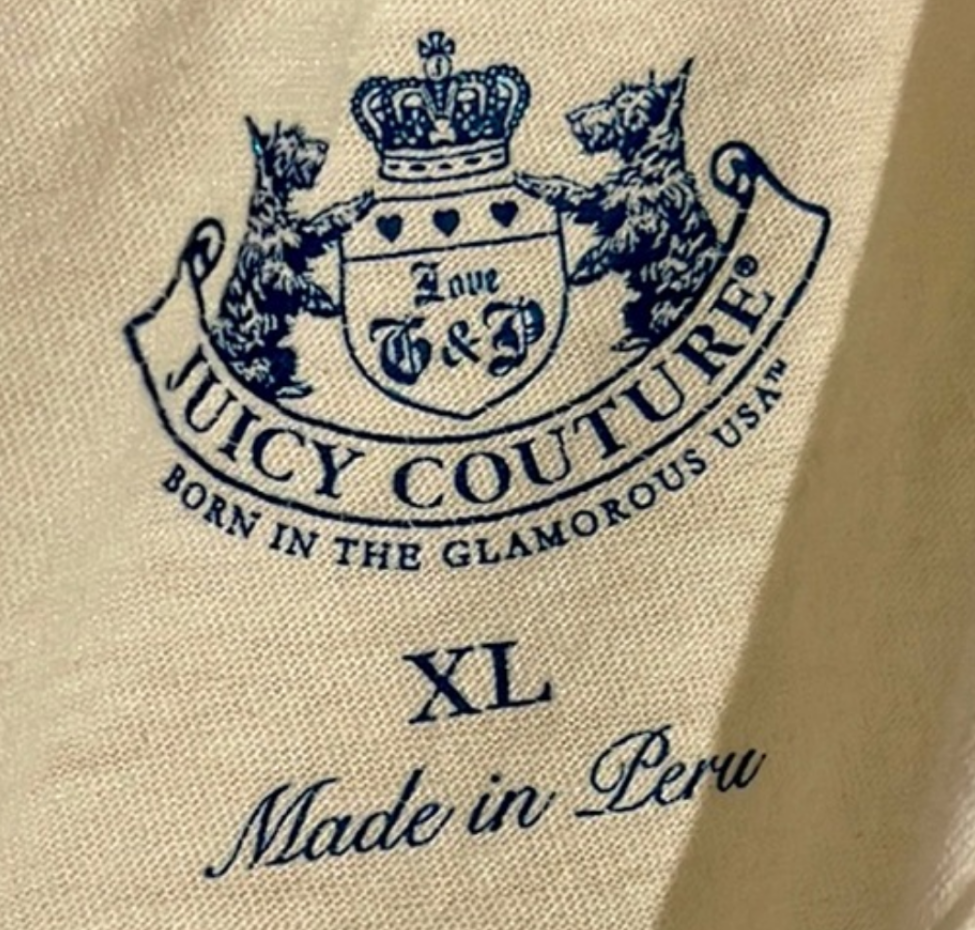 Love
G&P
JUICY COUTURE®
BORN IN THE GLAMOROUS USA™
XL
Made in Peru